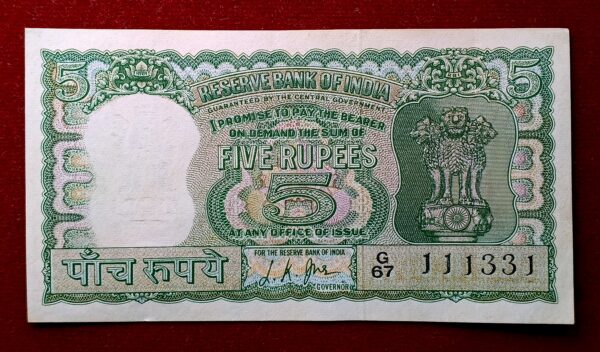 5 5
RESERVE BANK OF INDIA
GUARANTEED BY THE CENTRAL GOVERNMENT
I PROMISE TO PAY THE BEARER
ON DEMAND THE SUM OF
FIVE RUPEES
5
AT ANY OFFICE OF ISSUE
FOR THE RESERVE BANK OF INDIA
पाँच रुपये
GOVERNOR
G
67 111331